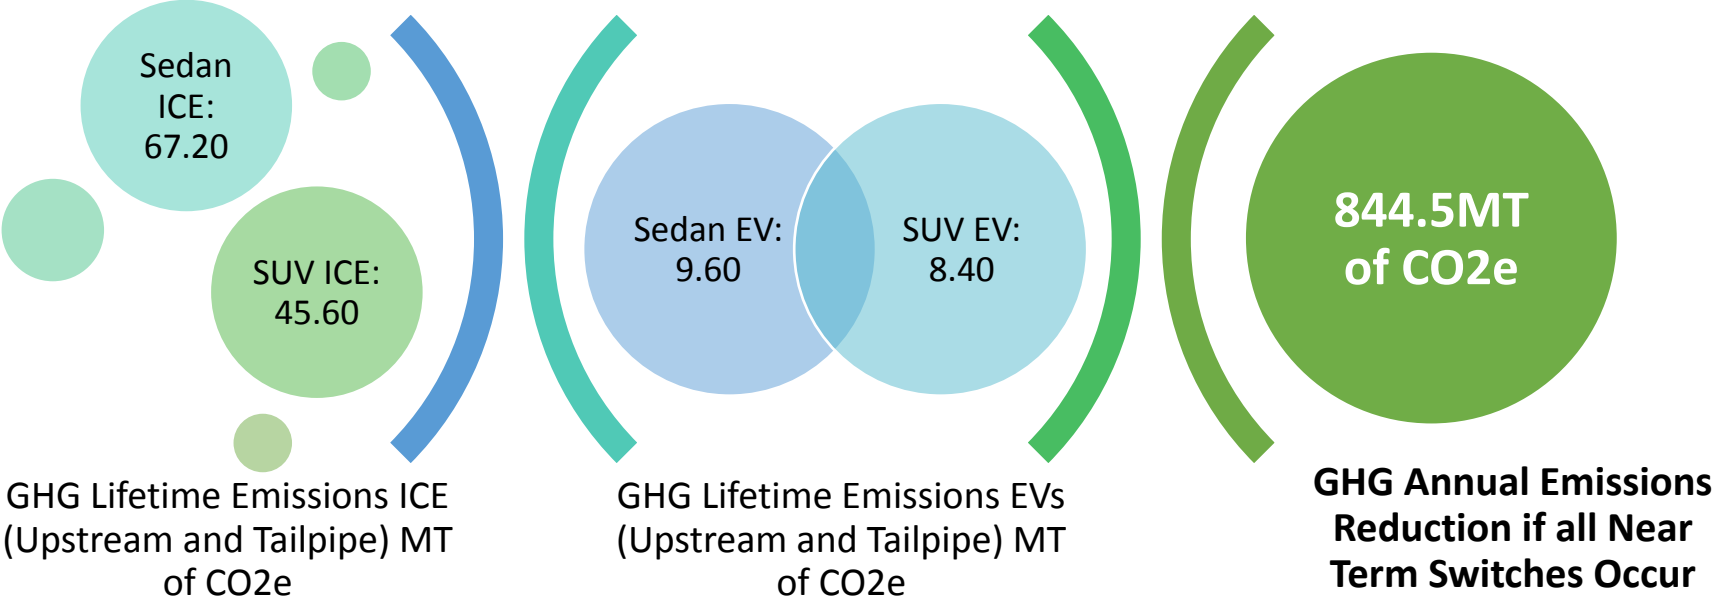 Sedan
ICE:
67.20
SUV ICE:
45.60
GHG Lifetime Emissions ICE
(Upstream and Tailpipe) MT
of CO2e
Sedan EV:
9.60
SUV EV:
8.40
GHG Lifetime Emissions EVs
(Upstream and Tailpipe) MT
of CO2e
844.5MT
of CO2e
GHG Annual Emissions
Reduction if all Near
Term Switches Occur